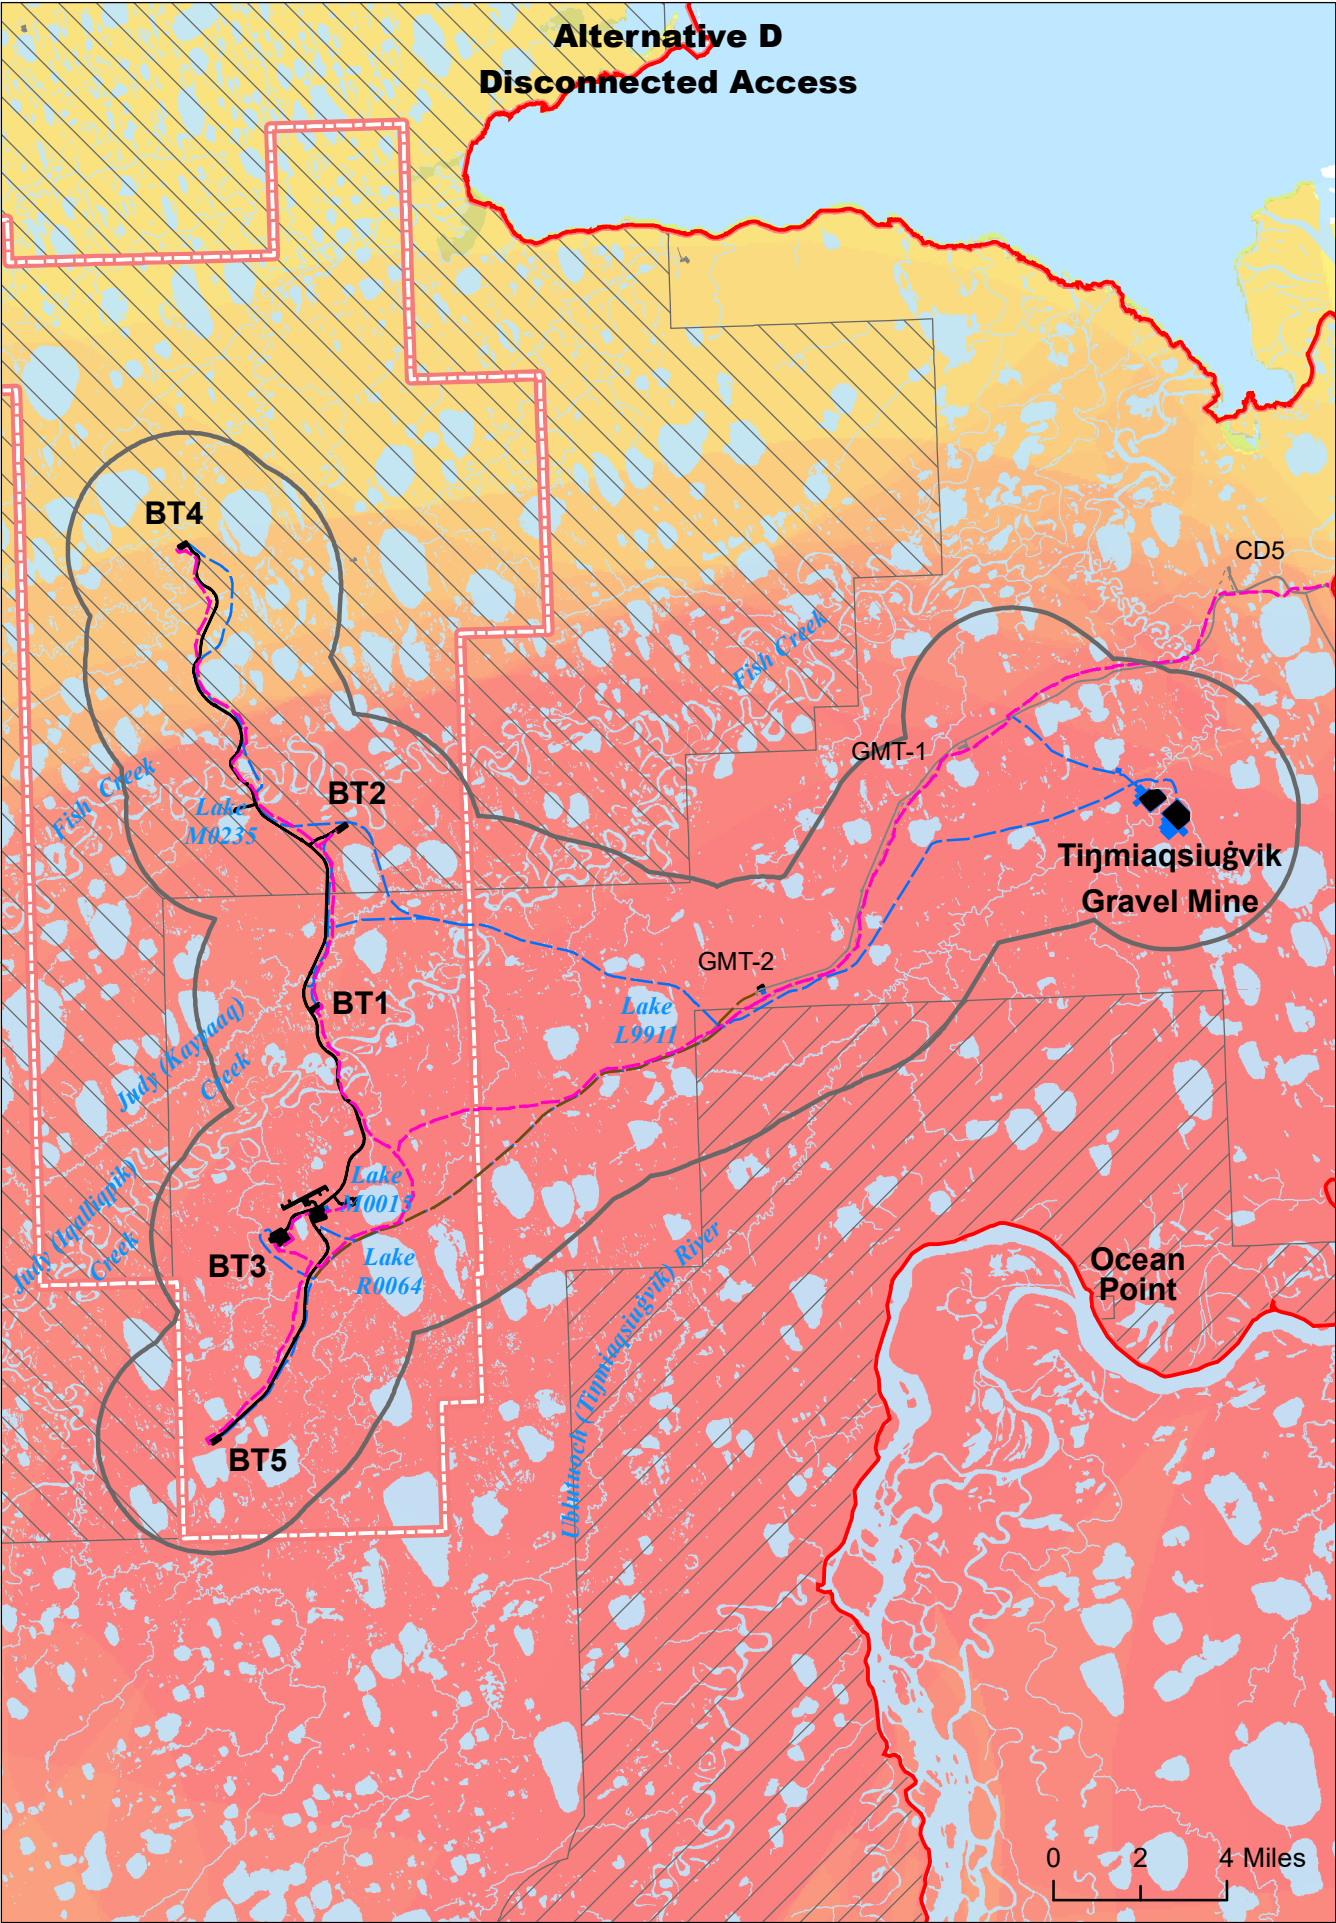 Alternative D
Disconnected Access
BT4
CD5
Fish Creek
GMT-1
Fish Creek
Lake
M0235
BT2
Tiŋmiaqsiuġvik
Gravel Mine
GMT-2
BT1
Lake
L9911
Judy (Kayyaaq)
Creek
Lake
M0015
Judy (Iqalliqpik)
Creek
BT3
Lake
R0064
Ublutuoch (Tiŋmiaqsiuġvik) River
Ocean
Point
BT5
0 2 4 Miles